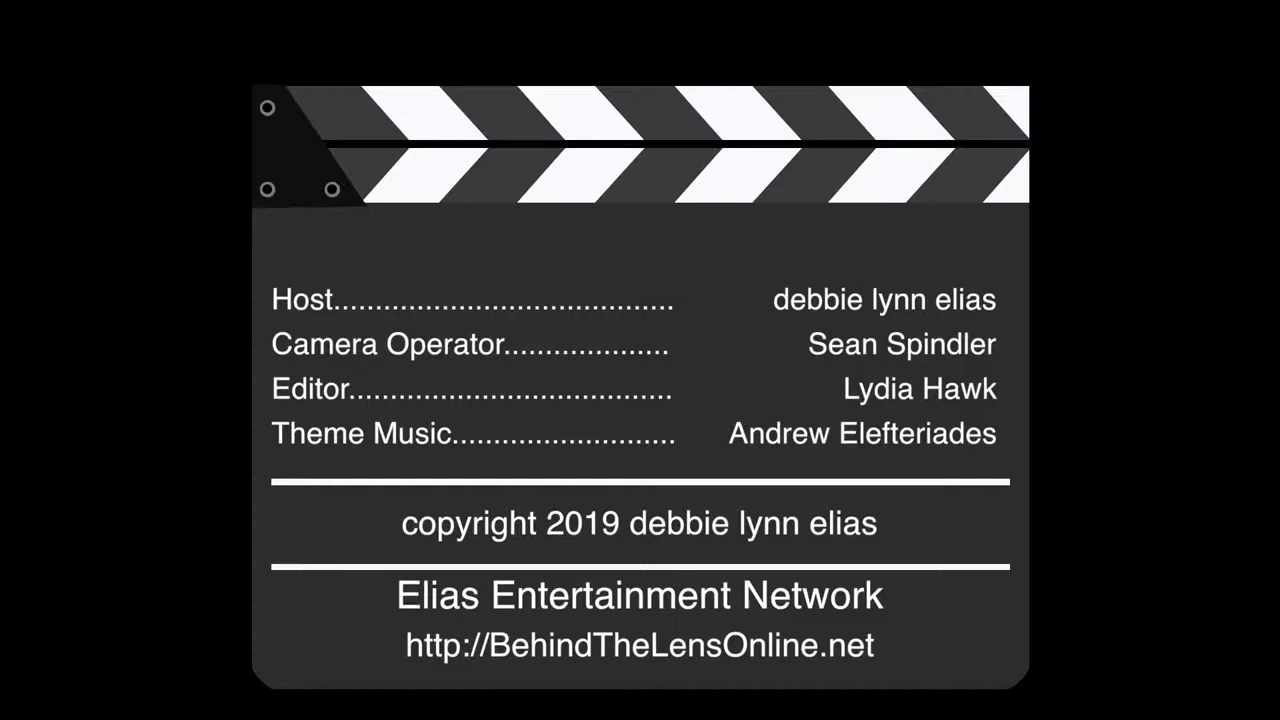 Host......................................... debbie lynn elias
Camera Operator.................... Sean Spindler
Editor....................................... Lydia Hawk
Theme Music........................... Andrew Elefteriades
copyright 2019 debbie lynn elias
Elias Entertainment Network
http://BehindTheLensOnline.net